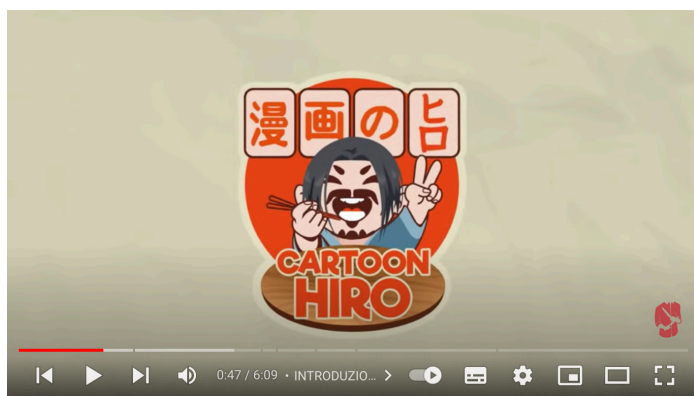 漫画のヒロ
CARTOON
HIRO
0:47 / 6:09 • INTRODUZIO...